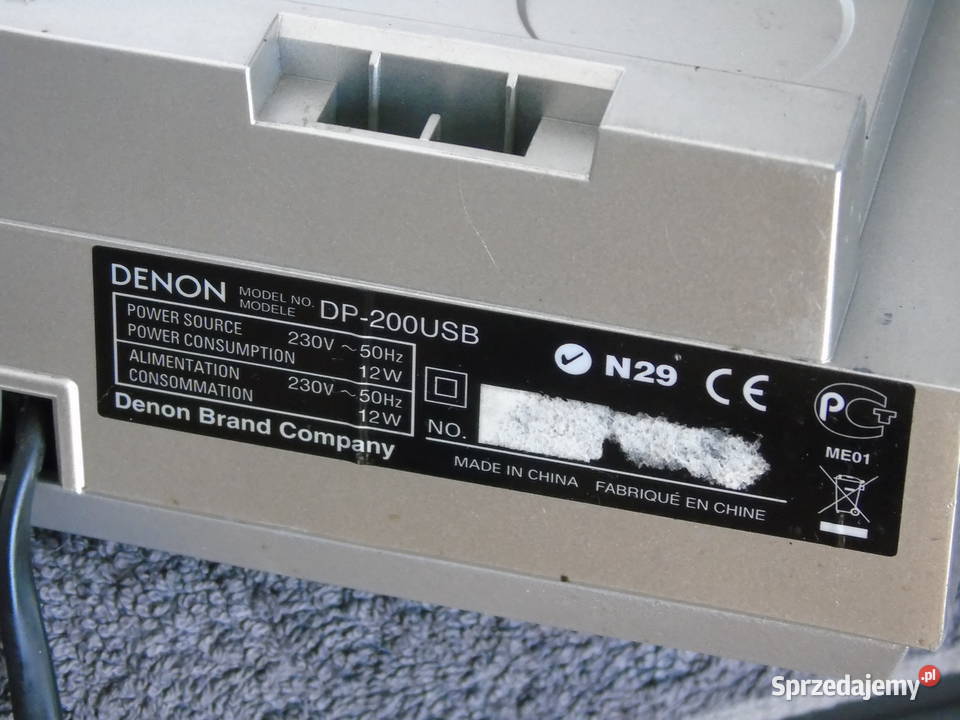 DENON MODEL NO. MODELE DP-200USB
POWER SOURCE 230V ~50Hz
POWER CONSUMPTION 12W
ALIMENTATION 230V ~50Hz
CONSOMMATION 12W
Denon Brand Company
NO.
MADE IN CHINA FABRIQUÉ EN CHINE
N29 CE
PCT
ME01
Sprzedajemy.pl